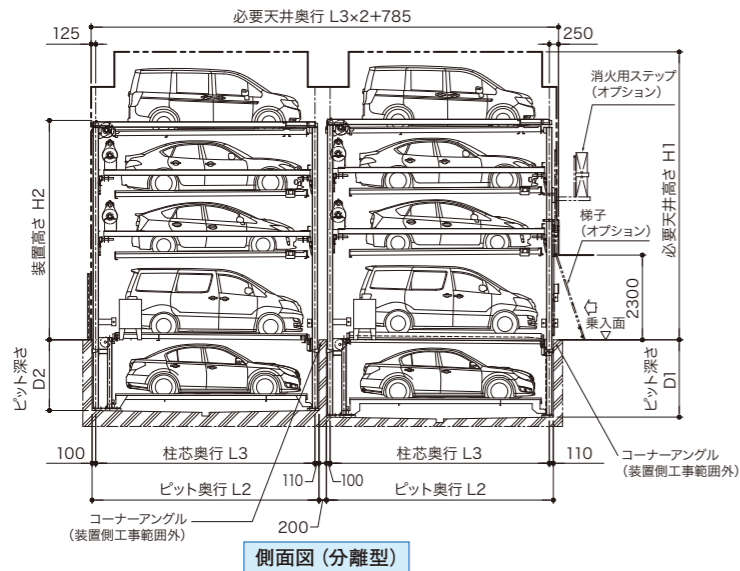 必要天井奥行 L3×2+785
125
250
消火用ステップ
(オプション)
装置高さ H2
必要天井高さ H1
梯子
(オプション)
2300
乗入面
ピット深さ
D2
ピット深さ
D1
100
柱芯奥行 L3
110
100
柱芯奥行 L3
110
ピット奥行 L2
ピット奥行 L2
200
コーナーアングル
(装置側工事範囲外)
コーナーアングル
(装置側工事範囲外)
側面図 (分離型)